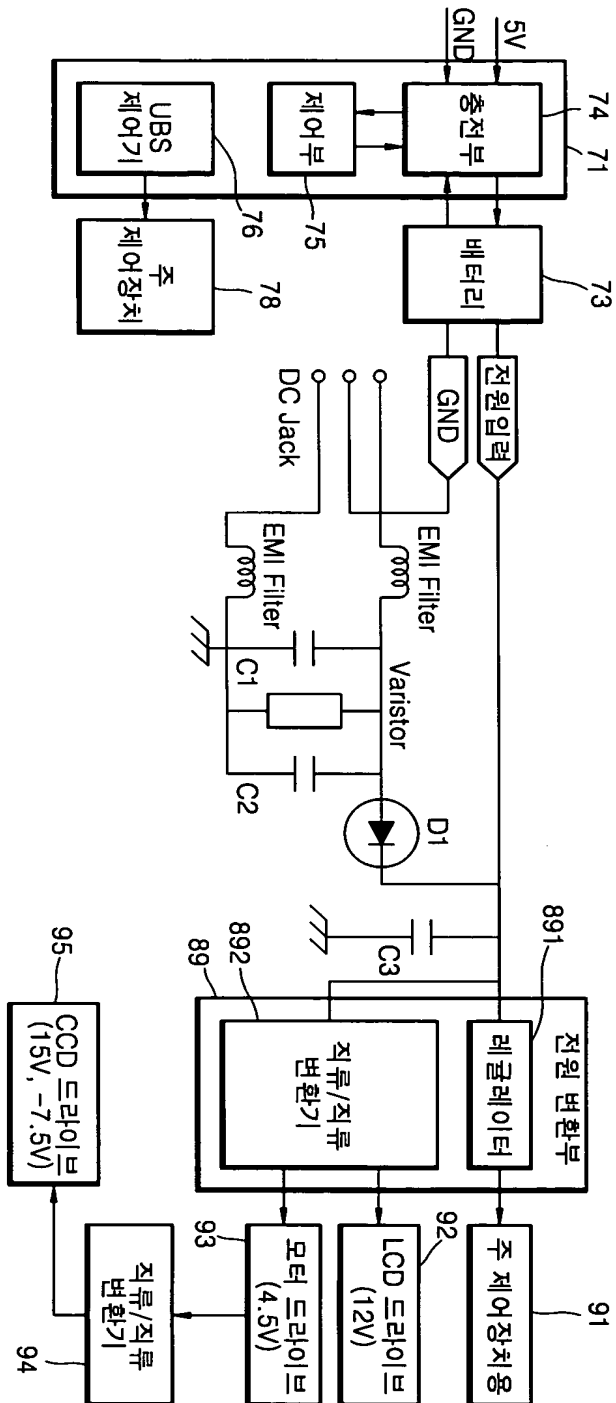 5V
GND
충전부
74
71
제어부
75
UBS
제어기
76
주
제어장치
78
배터리
73
전원입력
GND
DC Jack
EMI Filter
EMI Filter
C1
Varistor
C2
D1
C3
891
892
89
전원 변환부
레귤레이터
직류/직류
변환기
주 제어장치용
91
LCD 드라이브
(12V)
92
모터 드라이브
(4.5V)
93
직류/직류
변환기
94
CCD 드라이브
(15V, -7.5V)
95